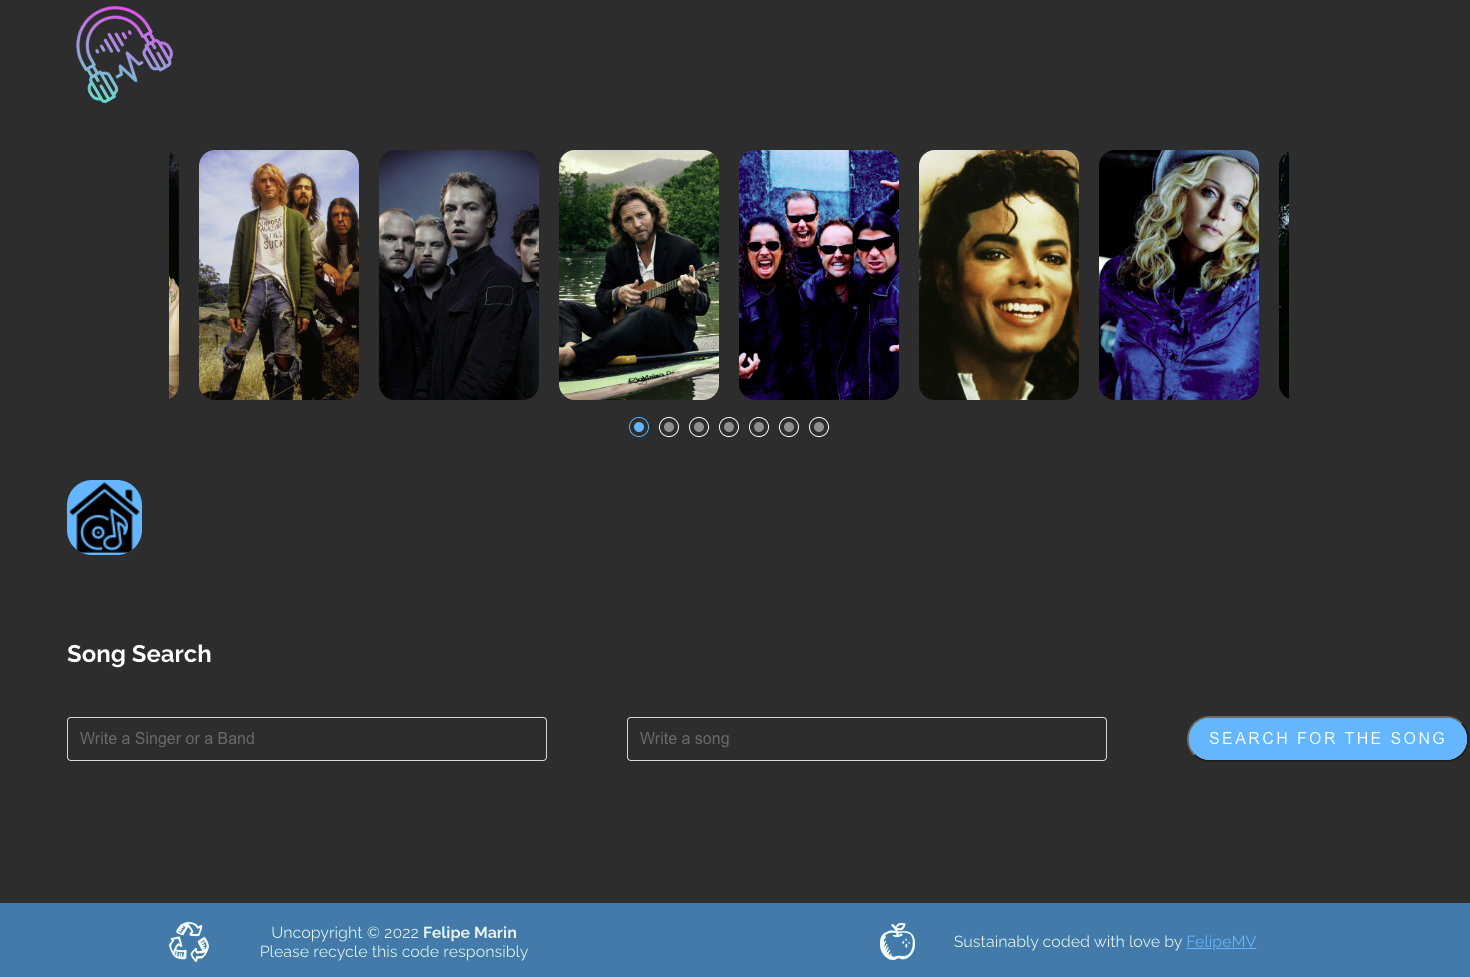 Song Search
Write a Singer or a Band
Write a song
SEARCH FOR THE SONG
Uncopyright © 2022 Felipe Marin
Please recycle this code responsibly
Sustainably coded with love by FelipeMV